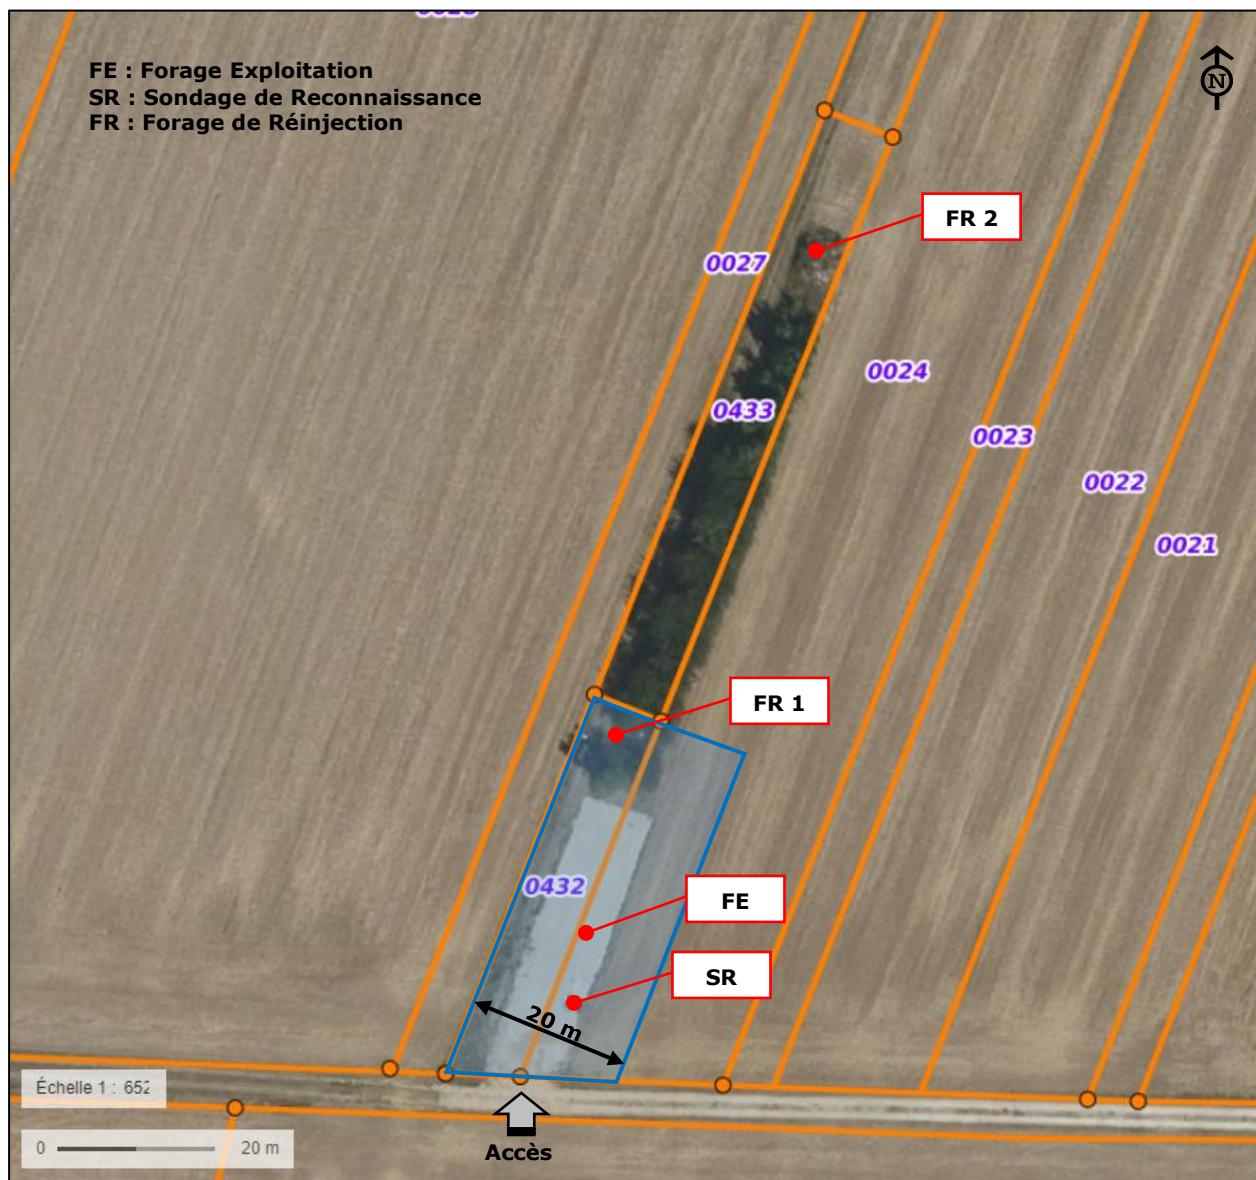 FE : Forage Exploitation
SR : Sondage de Reconnaissance
FR : Forage de Réinjection
N
FR 2
0027
0024
0433
0023
0022
0021
FR 1
0432
FE
SR
20 m
Échelle 1 : 652
0 20 m
Accès